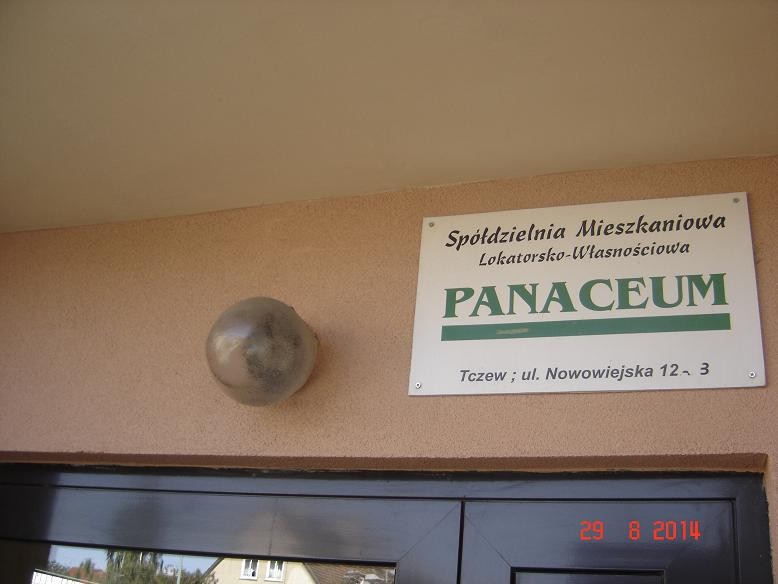 Spółdzielnia Mieszkaniowa
Lokatorsko-Własnościowa
PANACEUM
Tczew ; ul. Nowowiejska 12 - 3
29 8 2014